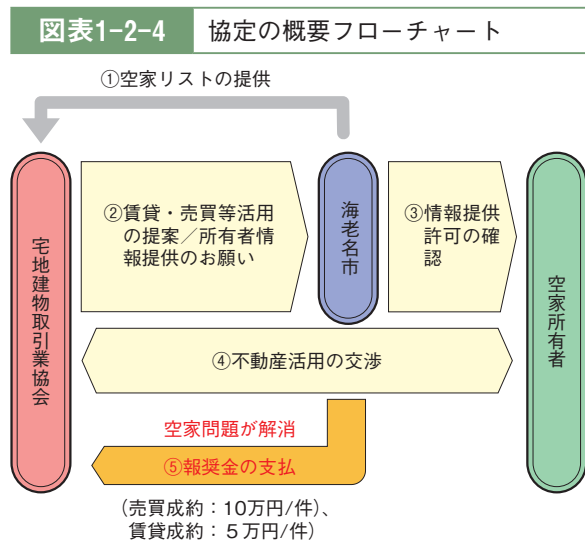 図表1-2-4 協定の概要フローチャート
①空家リストの提供
宅地建物取引業協会
②賃貸・売買等活用
の提案／所有者情
報提供のお願い
海老名市
③情報提供
許可の確
認
空家所有者
④不動産活用の交渉
空家問題が解消
⑤報奨金の支払
(売買成約：10万円/件)、
賃貸成約：５万円/件)